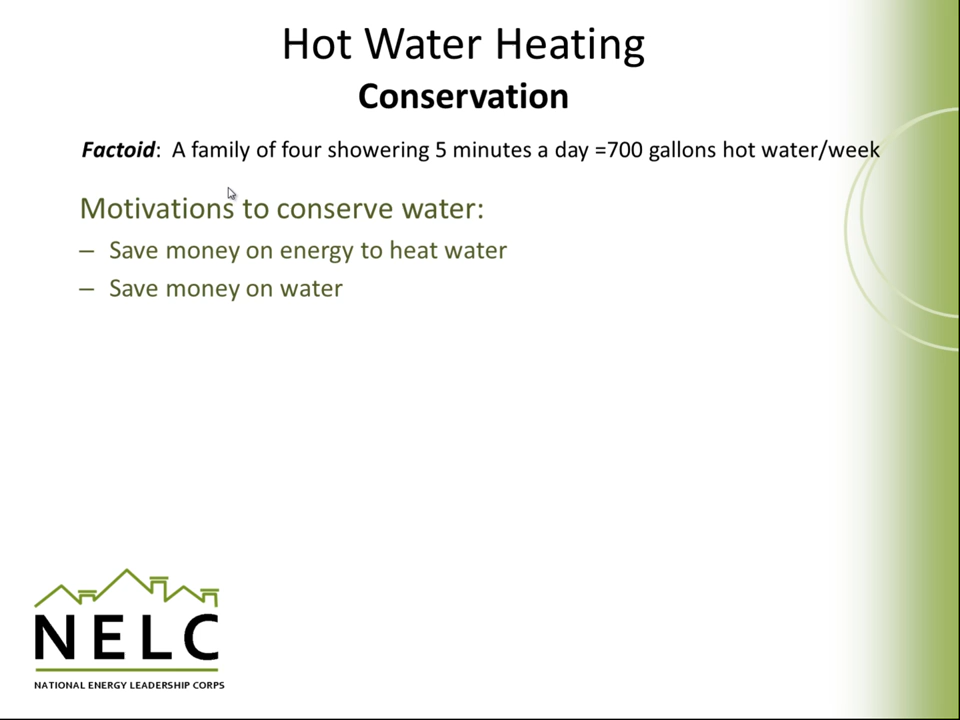 Hot Water Heating
Conservation
Factoid: A family of four showering 5 minutes a day =700 gallons hot water/week
Motivations to conserve water:
– Save money on energy to heat water
– Save money on water
NELC
NATIONAL ENERGY LEADERSHIP CORPS